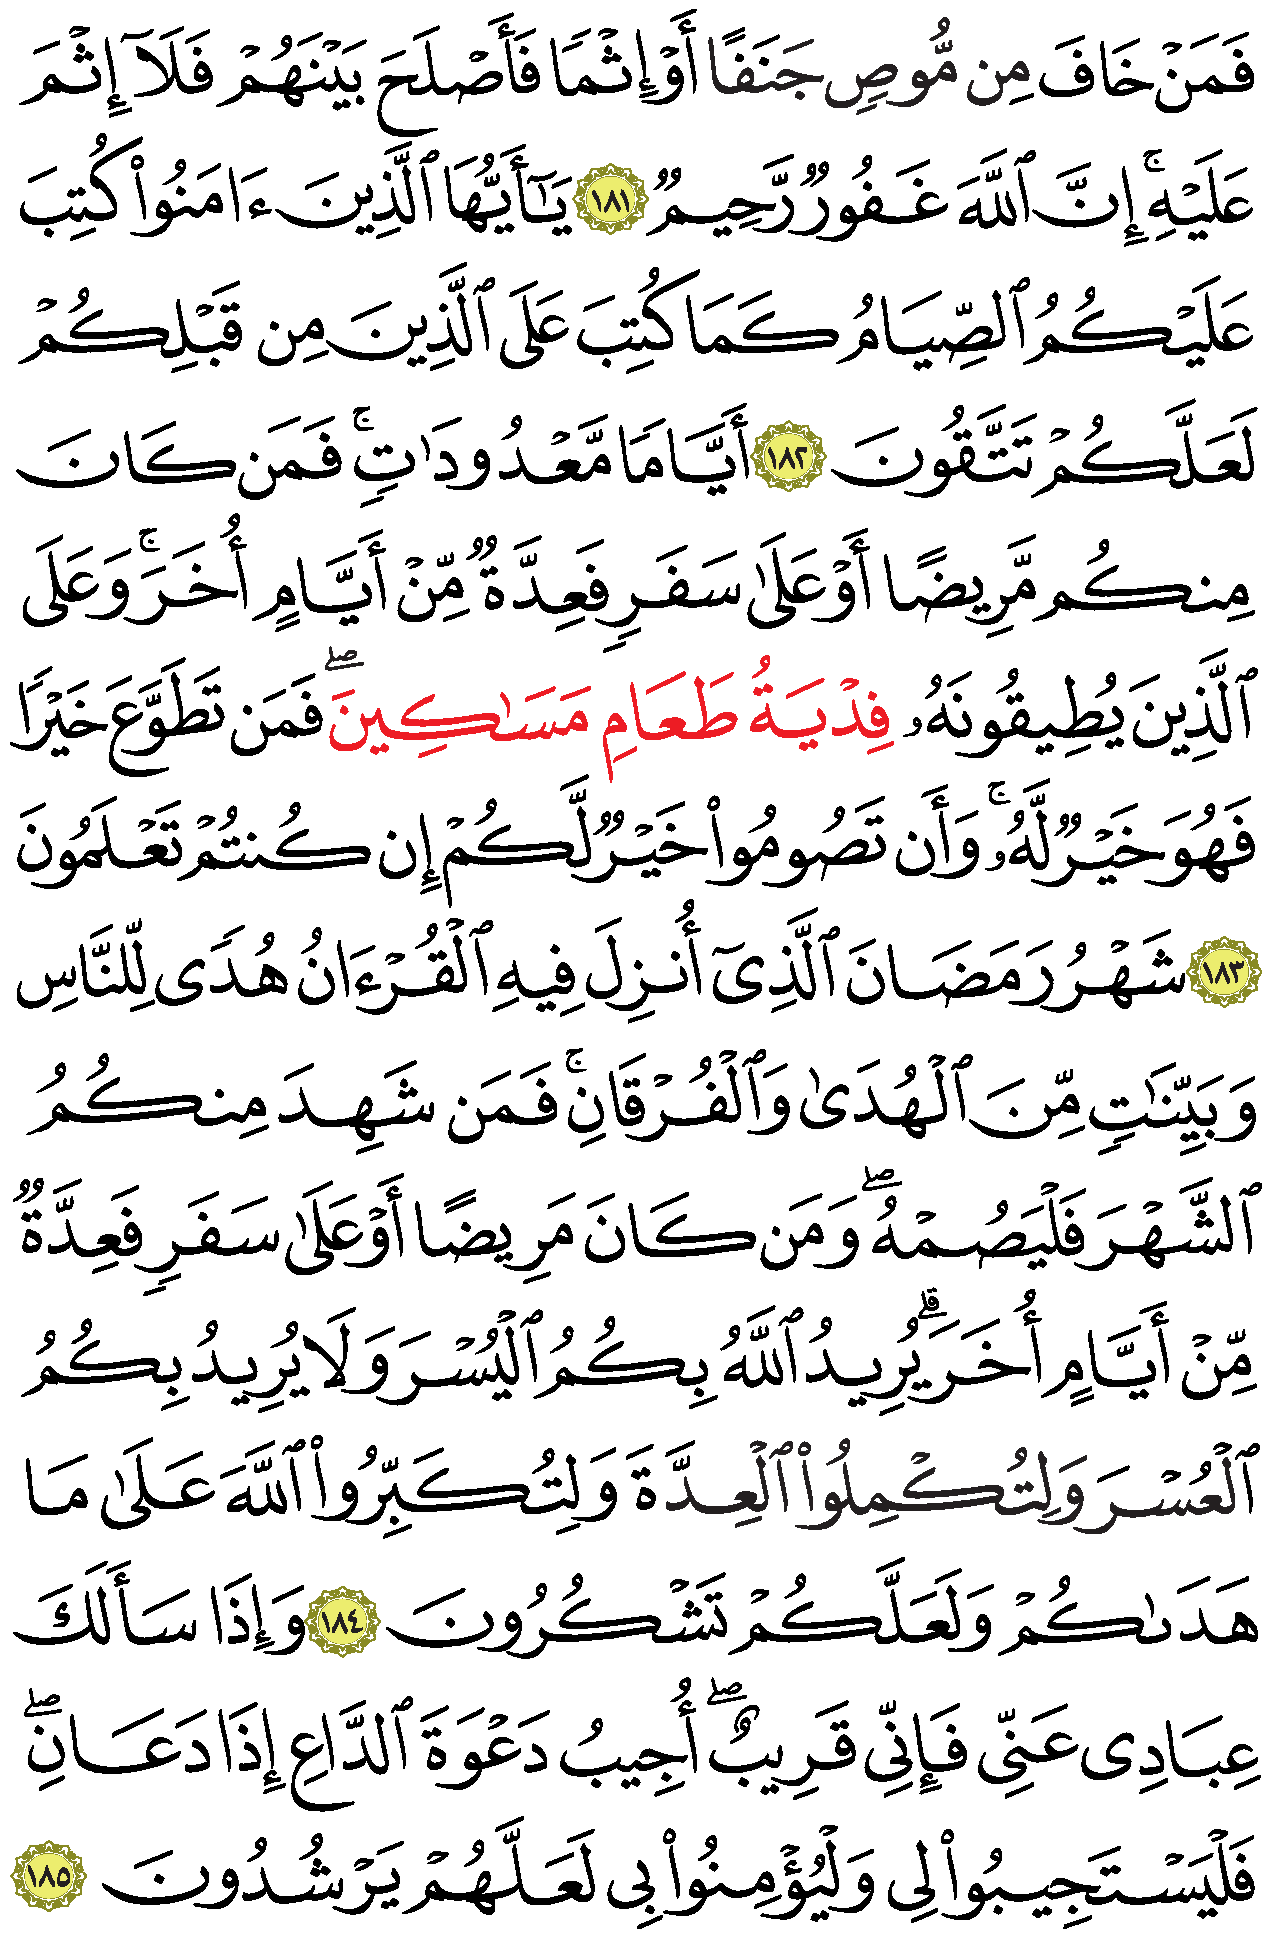 فَمَنۡ خَافَ مِن مُّوصٖ جَنَفًا أَوۡ إِثۡمٗا فَأَصۡلَحَ بَيۡنَهُمۡ فَلَآ إِثۡمَ
عَلَيۡهِۚ إِنَّ ٱللَّهَ غَفُورٞ رَّحِيمٞ ١٨١ يَٰٓأَيُّهَا ٱلَّذِينَ ءَامَنُواْ كُتِبَ
عَلَيۡكُمُ ٱلصِّيَامُ كَمَا كُتِبَ عَلَى ٱلَّذِينَ مِن قَبۡلِكُمۡ
لَعَلَّكُمۡ تَتَّقُونَ ١٨٢ أَيَّامٗا مَّعۡدُودَٰتٖۚ فَمَن كَانَ
مِنكُم مَّرِيضًا أَوۡ عَلَىٰ سَفَرٖ فَعِدَّةٞ مِّنۡ أَيَّامٍ أُخَرَۚ وَعَلَى
ٱلَّذِينَ يُطِيقُونَهُۥ فِدۡيَةُ طَعَامِ مَسَٰكِينَۖ فَمَن تَطَوَّعَ خَيۡرٗا
فَهُوَ خَيۡرٞ لَّهُۥۚ وَأَن تَصُومُواْ خَيۡرٞ لَّكُمۡ إِن كُنتُمۡ تَعۡلَمُونَ
١٨٣ شَهۡرُ رَمَضَانَ ٱلَّذِيٓ أُنزِلَ فِيهِ ٱلۡقُرۡءَانُ هُدٗى لِّلنَّاسِ
وَبَيِّنَٰتٖ مِّنَ ٱلۡهُدَىٰ وَٱلۡفُرۡقَانِۚ فَمَن شَهِدَ مِنكُمُ
ٱلشَّهۡرَ فَلۡيَصُمۡهُۖ وَمَن كَانَ مَرِيضًا أَوۡ عَلَىٰ سَفَرٖ فَعِدَّةٞ
مِّنۡ أَيَّامٍ أُخَرَۗ يُرِيدُ ٱللَّهُ بِكُمُ ٱلۡيُسۡرَ وَلَا يُرِيدُ بِكُمُ
ٱلۡعُسۡرَ وَلِتُكۡمِلُواْ ٱلۡعِدَّةَ وَلِتُكَبِّرُواْ ٱللَّهَ عَلَىٰ مَا
هَدَىٰكُمۡ وَلَعَلَّكُمۡ تَشۡكُرُونَ ١٨٤ وَإِذَا سَأَلَكَ
عِبَادِي عَنِّي فَإِنِّي قَرِيبٌۖ أُجِيبُ دَعۡوَةَ ٱلدَّاعِ إِذَا دَعَانِۖ
فَلۡيَسۡتَجِيبُواْ لِي وَلۡيُؤۡمِنُواْ بِي لَعَلَّهُمۡ يَرۡشُدُونَ ١٨٥